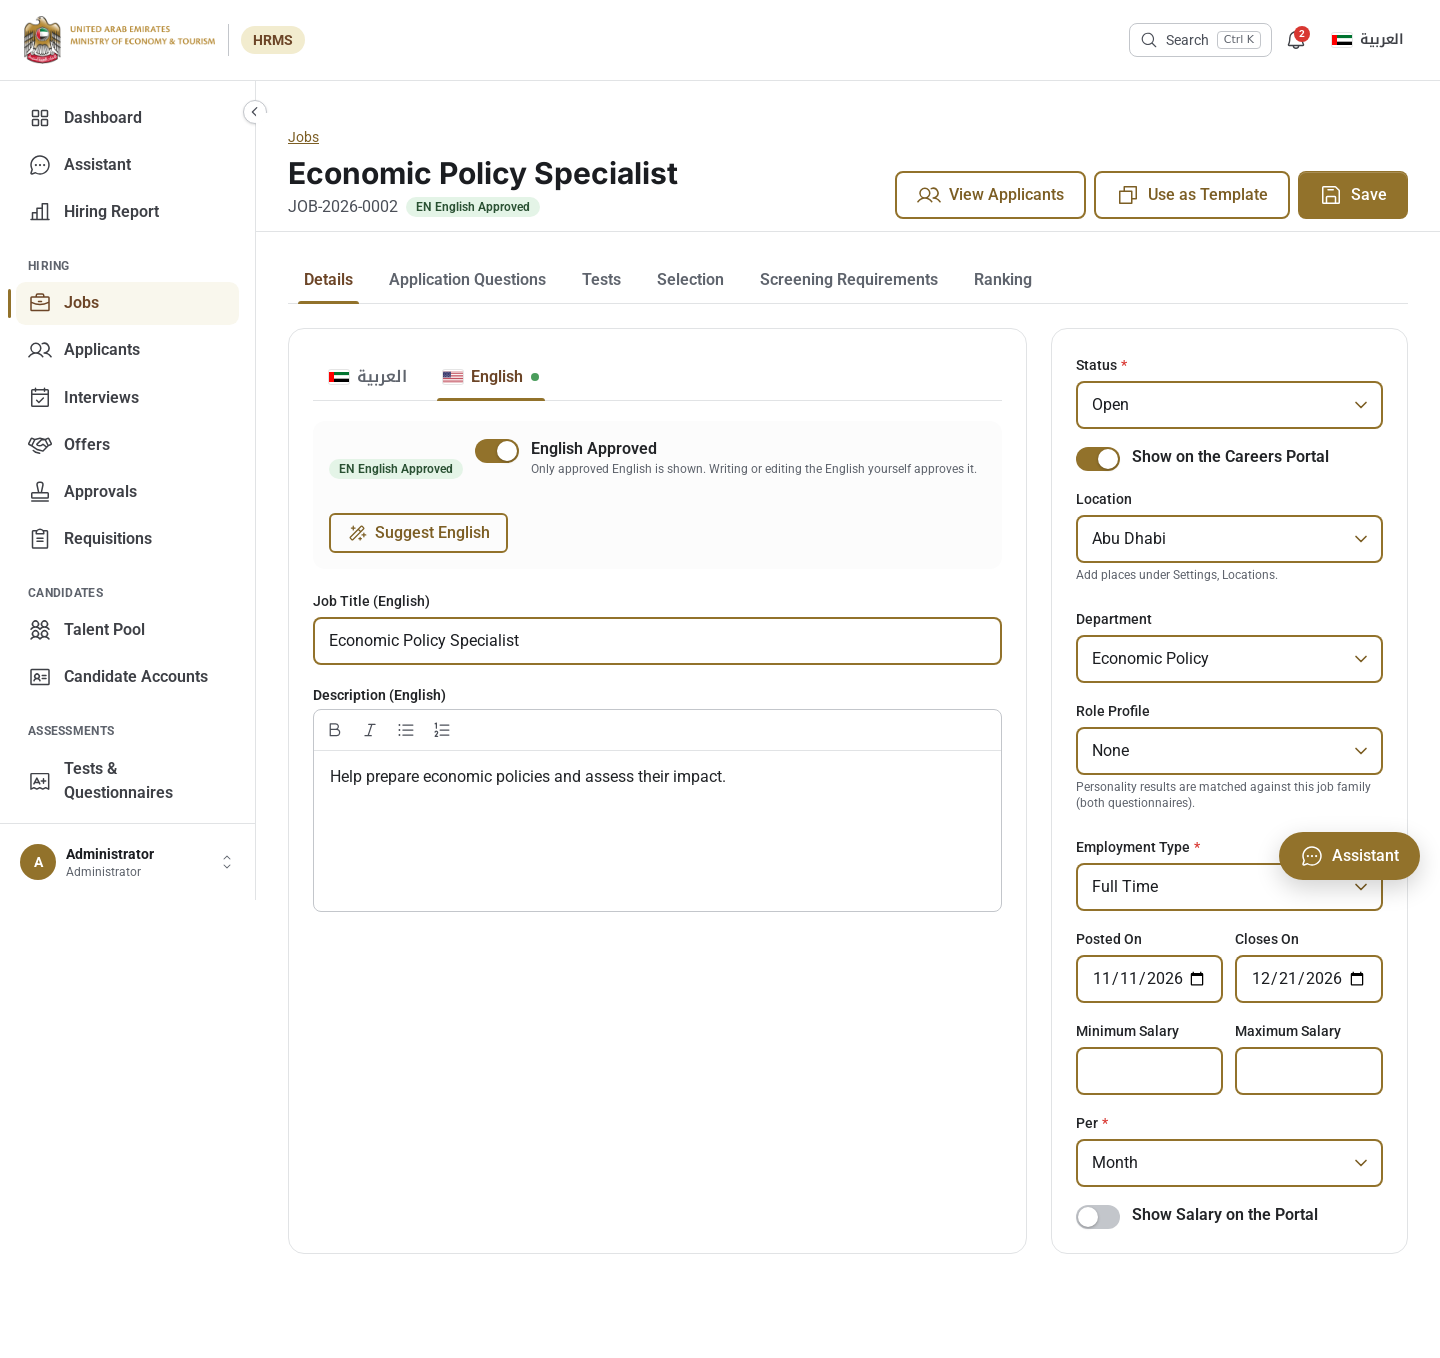 UNITED ARAB EMIRATES
MINISTRY OF ECONOMY & TOURISM
HRMS
Search
Ctrl K
2
العربية
Dashboard
Assistant
Hiring Report
HIRING
Jobs
Applicants
Interviews
Offers
Approvals
Requisitions
CANDIDATES
Talent Pool
Candidate Accounts
ASSESSMENTS
Tests &
Questionnaires
A
Administrator
Administrator
Jobs
Economic Policy Specialist
JOB-2026-0002
EN English Approved
View Applicants
Use as Template
Save
Details
Application Questions
Tests
Selection
Screening Requirements
Ranking
العربية
English
EN English Approved
English Approved
Only approved English is shown. Writing or editing the English yourself approves it.
Suggest English
Job Title (English)
Economic Policy Specialist
Description (English)
Help prepare economic policies and assess their impact.
Status *
Open
Show on the Careers Portal
Location
Abu Dhabi
Add places under Settings, Locations.
Department
Economic Policy
Role Profile
None
Personality results are matched against this job family
(both questionnaires).
Employment Type *
Assistant
Full Time
Posted On
Closes On
11/11/2026
12/21/2026
Minimum Salary
Maximum Salary
Per *
Month
Show Salary on the Portal